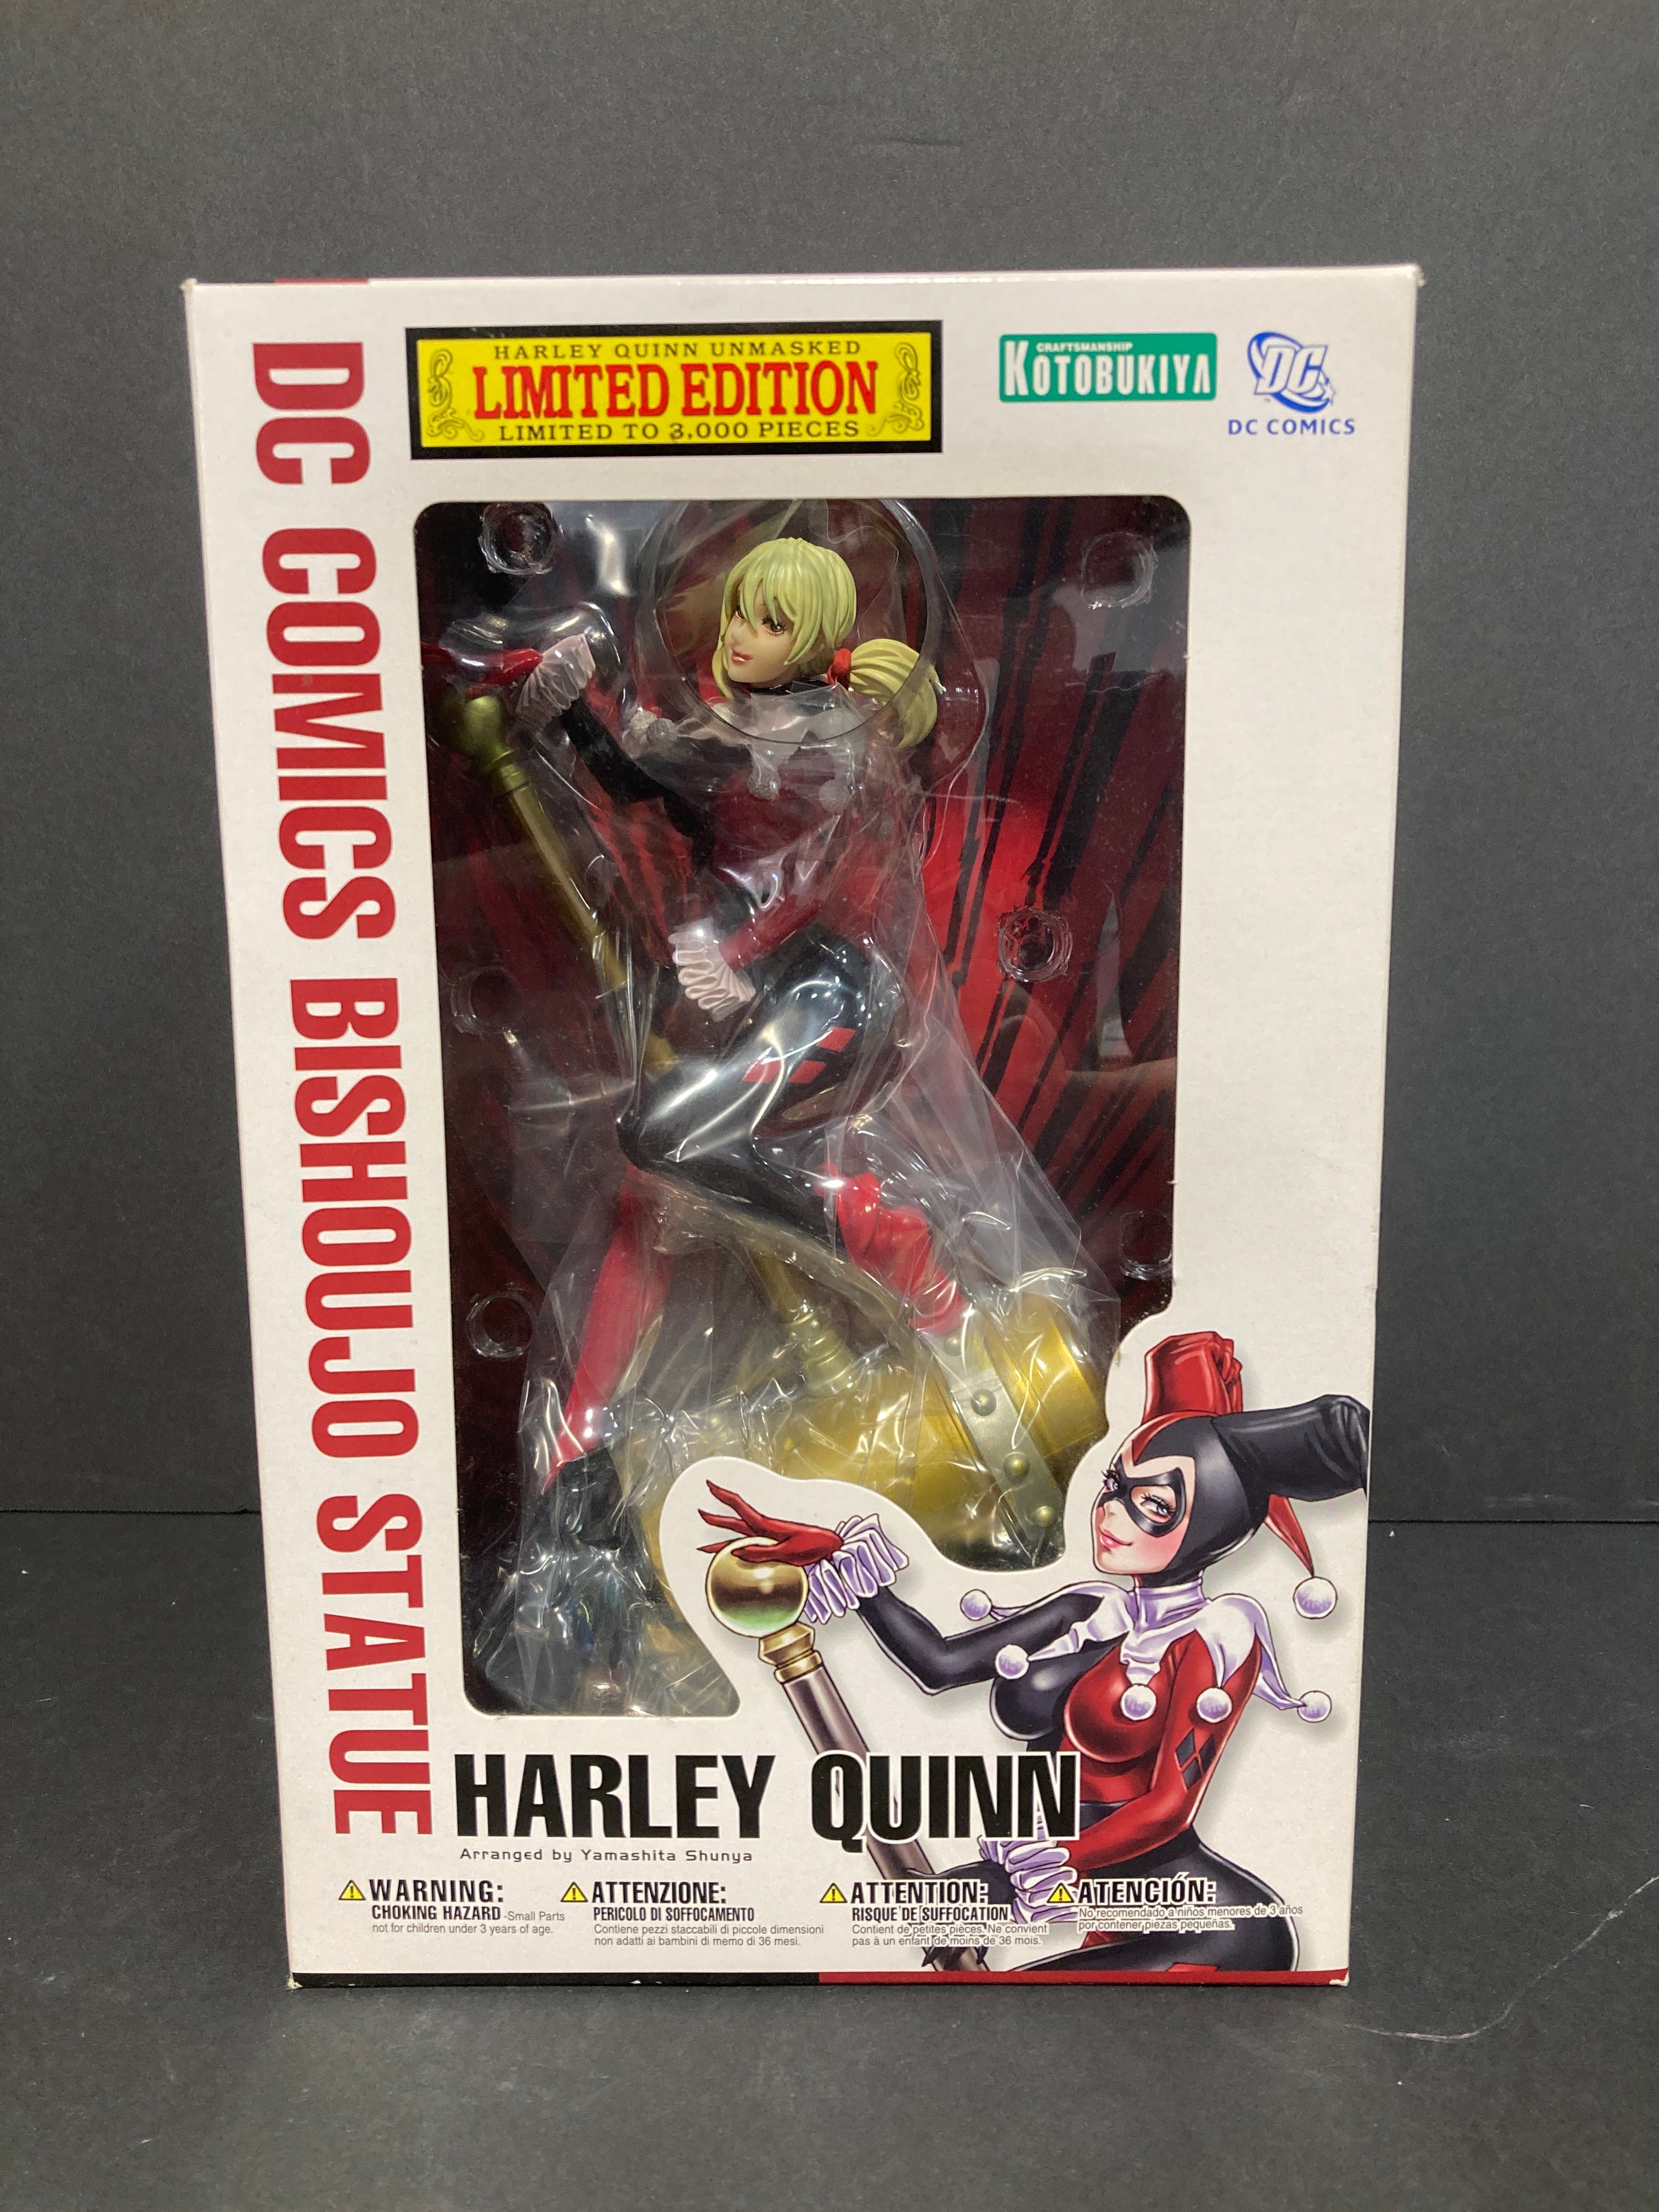 HARLEY QUINN UNMASKED
LIMITED EDITION
LIMITED TO 3,000 PIECES
CRAFTSMANSHIP
KOTOBUKIYA
DC
DC COMICS
DC COMICS BISHOUJO STATUE
HARLEY QUINN
Arranged by Yamashita Shunya
WARNING:
CHOKING HAZARD -Small Parts
not for children under 3 years of age.
ATTENZIONE:
PERICOLO DI SOFFOCAMENTO
Contiene pezzi staccabili di piccole dimensioni
non adatti ai bambini di memo di 36 mesi.
ATTENTION:
RISQUE DE SUFFOCATION
Contient de petites pièces. Ne convient
pas à un enfant de moins de 36 mois.
ATENCIÓN:
No recomendado a niños menores de 3 años
por contener piezas pequeñas.